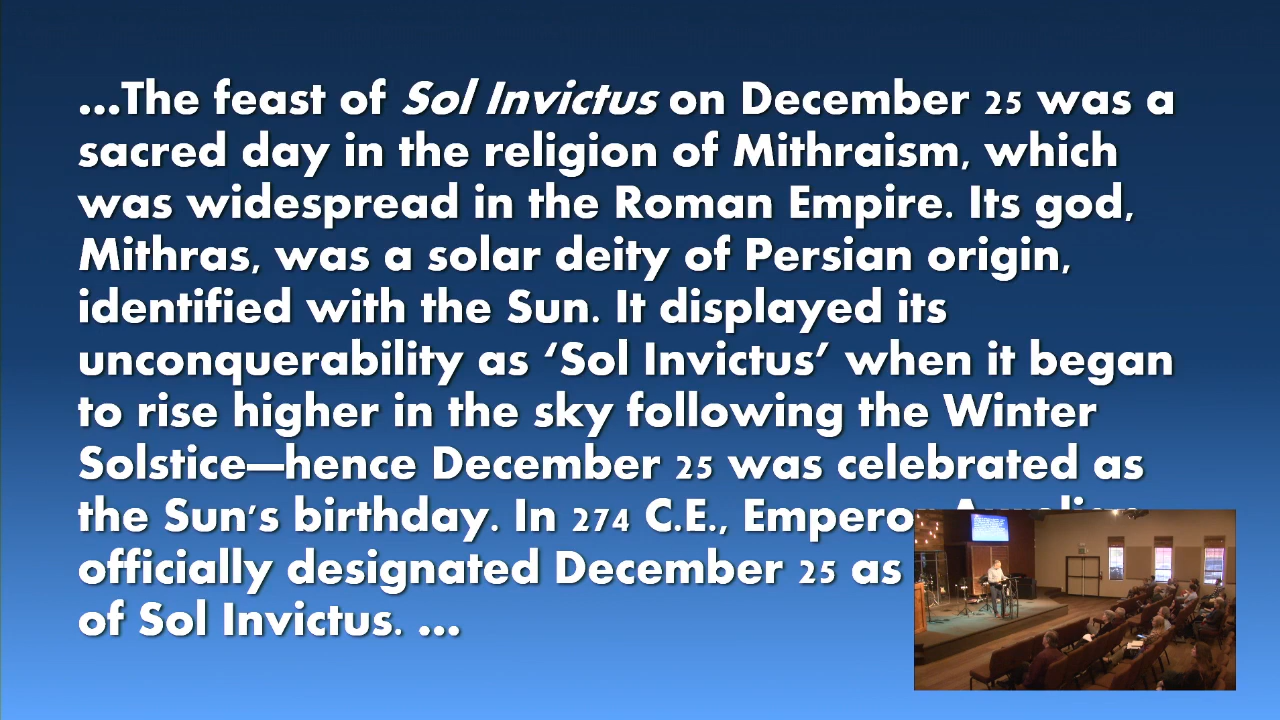 ...The feast of Sol Invictus on December 25 was a
sacred day in the religion of Mithraism, which
was widespread in the Roman Empire. Its god,
Mithras, was a solar deity of Persian origin,
identified with the Sun. It displayed its
unconquerability as ‘Sol Invictus’ when it began
to rise higher in the sky following the Winter
Solstice—hence December 25 was celebrated as
the Sun's birthday. In 274 C.E., Emperor
officially designated December 25 as
of Sol Invictus. ...